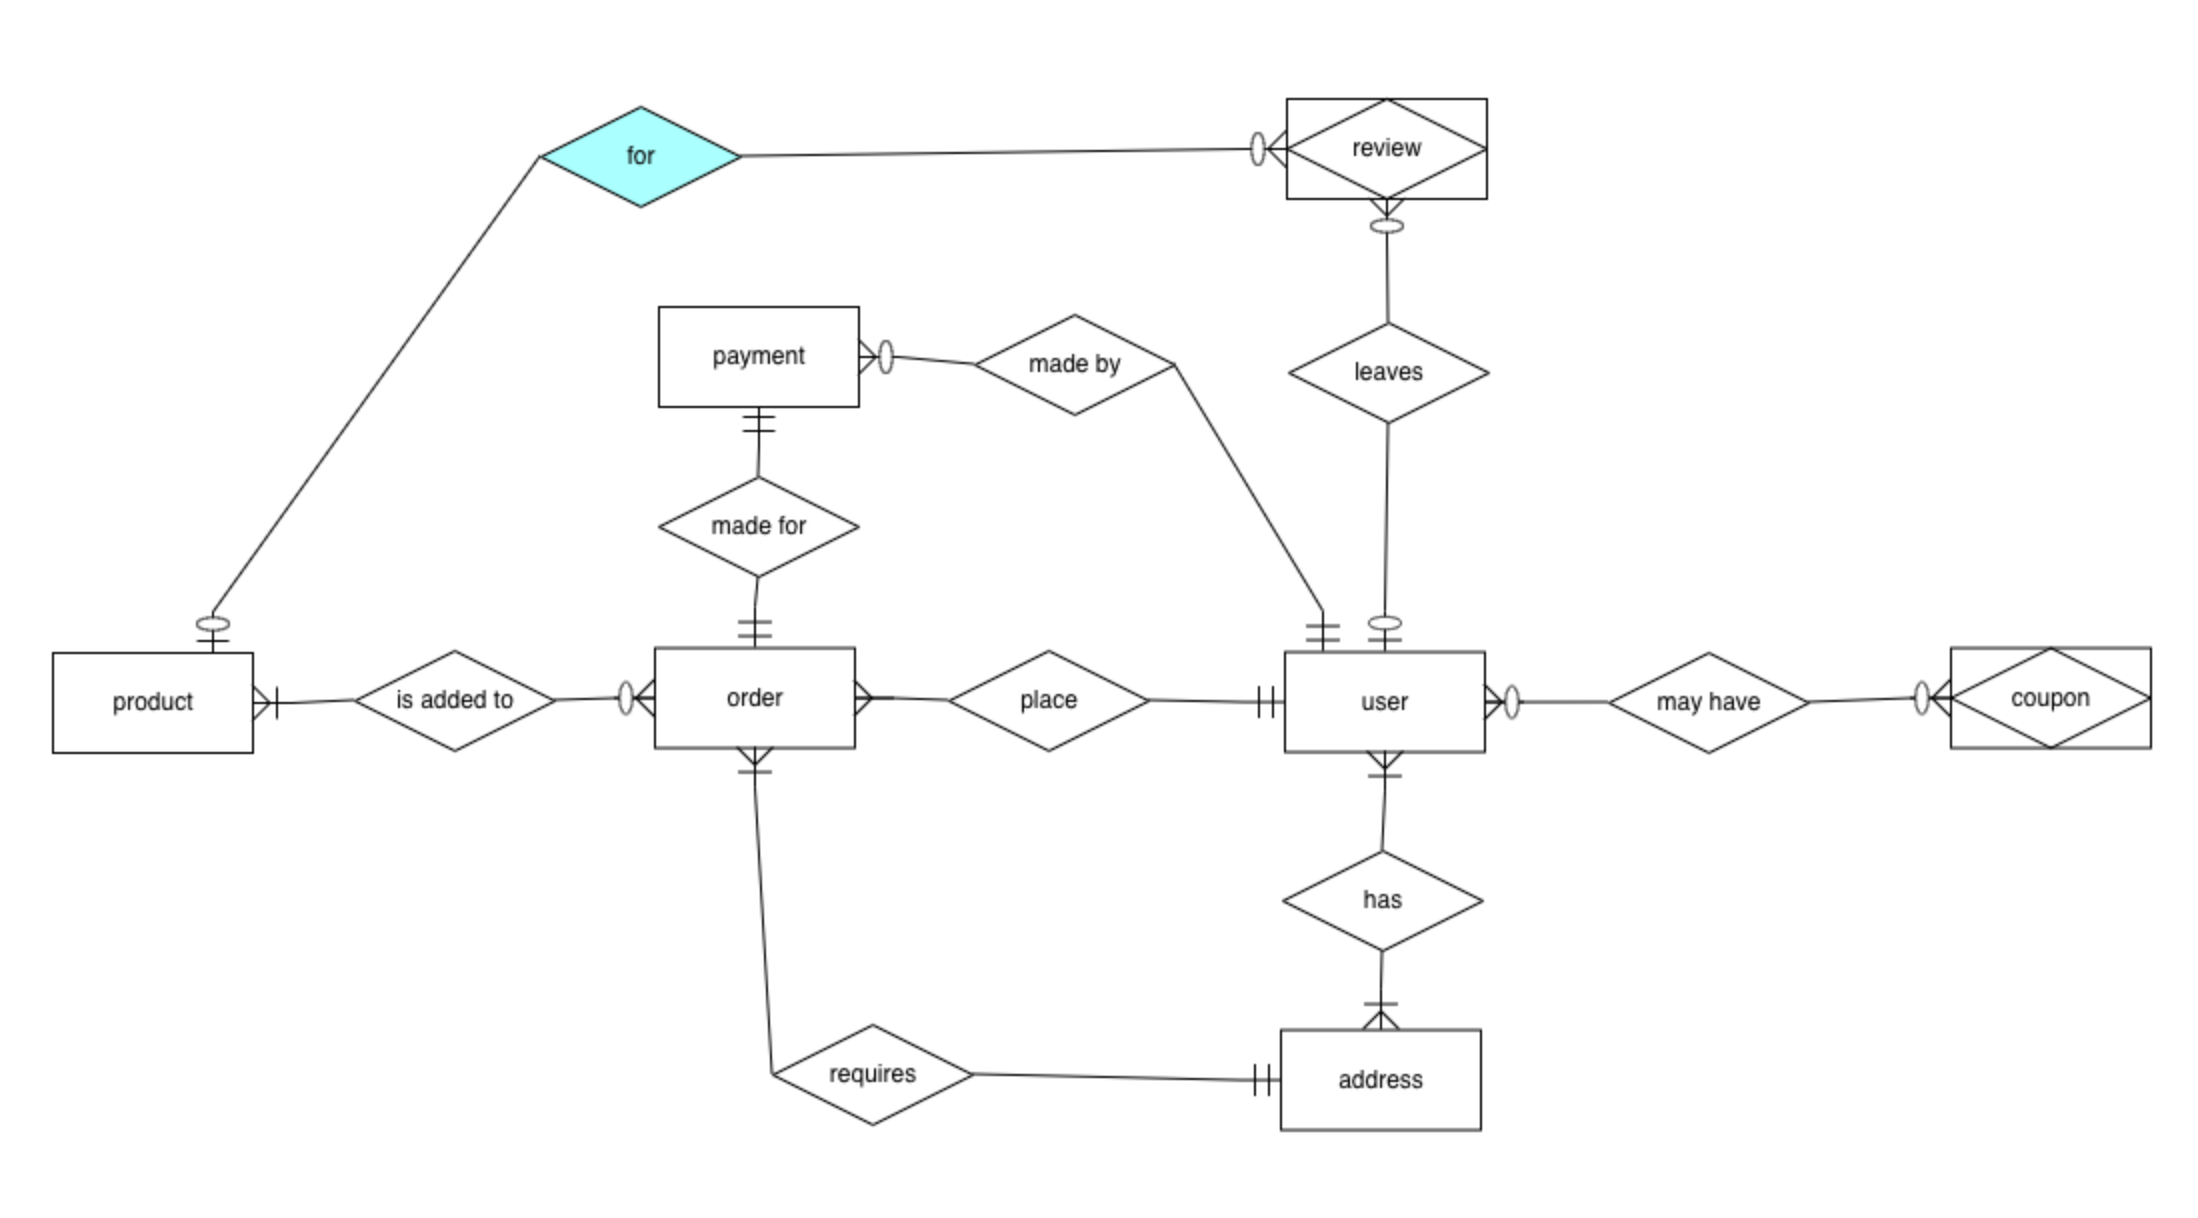 for
review
payment
made by
leaves
made for
product
is added to
order
place
user
may have
coupon
has
requires
address